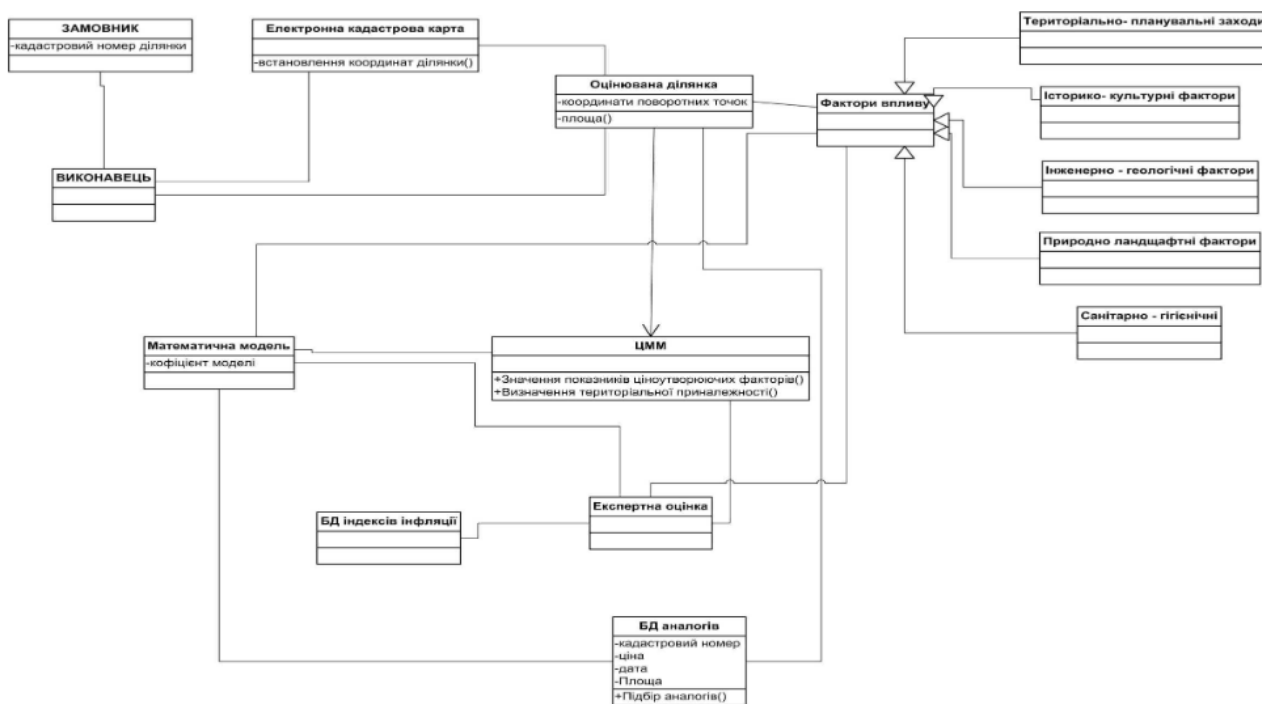 ЗАМОВНИК
-кадастровий номер ділянки
Електронна кадастрова карта
-встановлення координат ділянки()
Територіально- планувальні заходи
Оцінювана ділянка
-координати поворотних точок
-площа()
Фактори впливу
Історико- культурні фактори
ВИКОНАВЕЦЬ
Інженерно - геологічні фактори
Природно ландщафтні фактори
Санітарно - гігієнічні
Математична модель
-кофіцієнт моделі
ЦММ
+Значення показників ціноутворюючих факторів()
+Визначення територіальної приналежності()
Експертна оцінка
БД індексів інфляції
БД аналогів
-кадастровий номер
-ціна
-дата
-Площа
+Підбір аналогів()